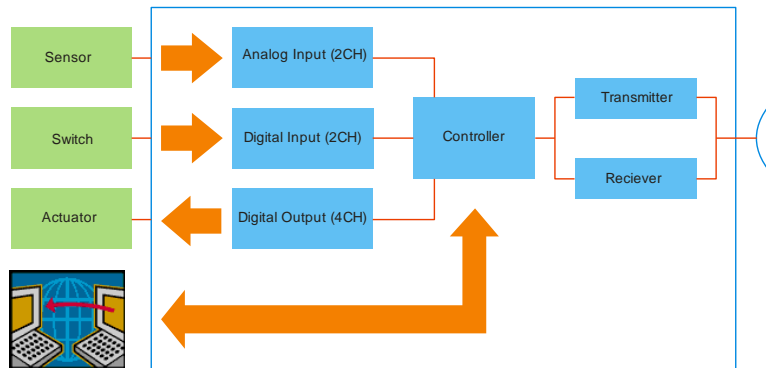 Sensor
Analog Input (2CH)
Transmitter
Switch
Digital Input (2CH)
Controller
Reciever
Actuator
Digital Output (4CH)